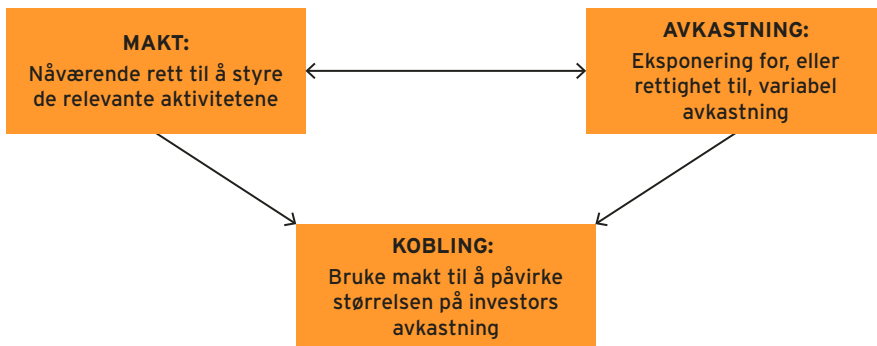 MAKT:
Nåværende rett til å styre
de relevante aktivitetene
AVKASTNING:
Eksponering for, eller
rettighet til, variabel
avkastning
KOBLING:
Bruke makt til å påvirke
størrelsen på investors
avkastning